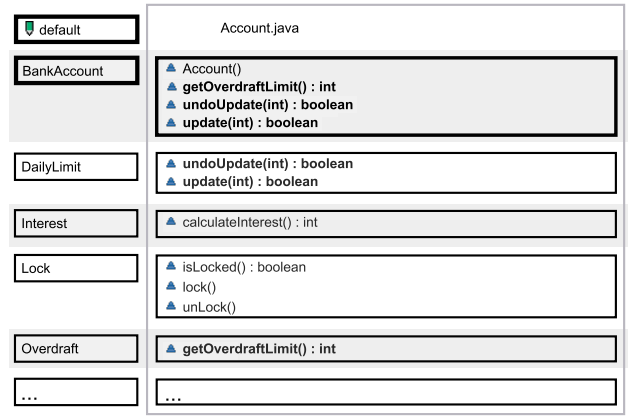 default
Account.java
BankAccount
Account()
getOverdraftLimit() : int
undoUpdate(int) : boolean
update(int) : boolean
DailyLimit
undoUpdate(int) : boolean
update(int) : boolean
Interest
calculateInterest() : int
Lock
isLocked() : boolean
lock()
unLock()
Overdraft
getOverdraftLimit() : int
...
...